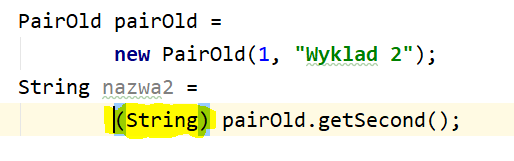 PairOld pairOld =
new PairOld(1, "Wyklad 2");
String nazwa2 =
(String) pairOld.getSecond();